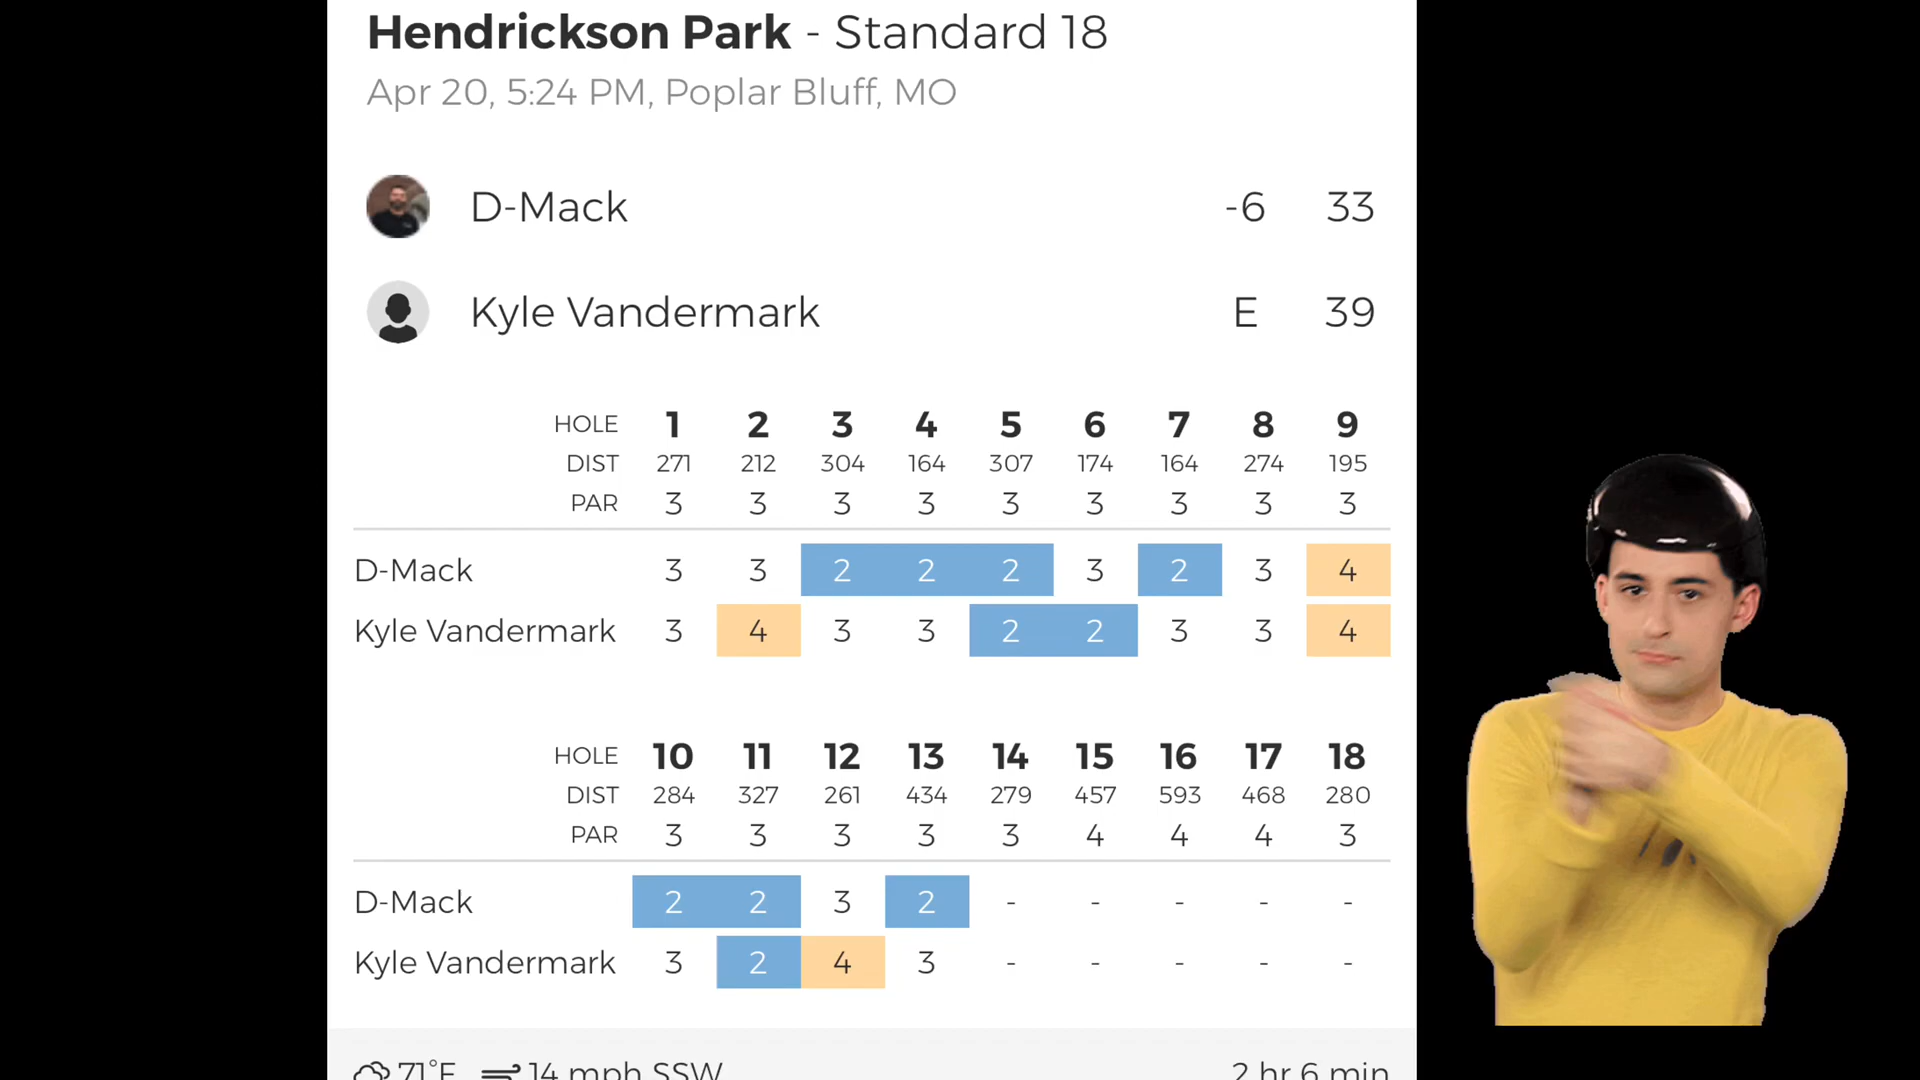 Hendrickson Park - Standard 18
Apr 20, 5:24 PM, Poplar Bluff, MO
D-Mack -6 33
Kyle Vandermark E 39
HOLE 1 2 3 4 5 6 7 8 9
DIST 271 212 304 164 307 174 164 274 195
PAR 3 3 3 3 3 3 3 3 3
D-Mack 3 3 2 2 2 3 2 3 4
Kyle Vandermark 3 4 3 3 2 2 3 3 4
HOLE 10 11 12 13 14 15 16 17 18
DIST 284 327 261 434 279 457 593 468 280
PAR 3 3 3 3 3 4 4 4 3
D-Mack 2 2 3 2 - - - - -
Kyle Vandermark 3 2 4 3 - - - - -
71°F 14 mph SSW 2 hr 6 min